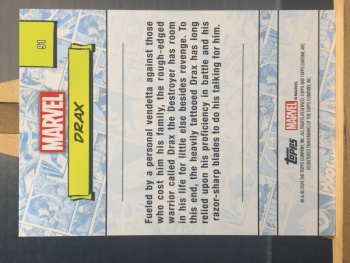 91
MARVEL
DRAX
Fueled by a personal vendetta against those
who cost him his family, the rough-edged
warrior called Drax the Destroyer has room
in his life for little else besides revenge. To
this end, the heavily tattooed Drax has long
relied upon his proficiency in battle and his
razor-sharp blades to do his talking for him.
MARVEL
TOPPS